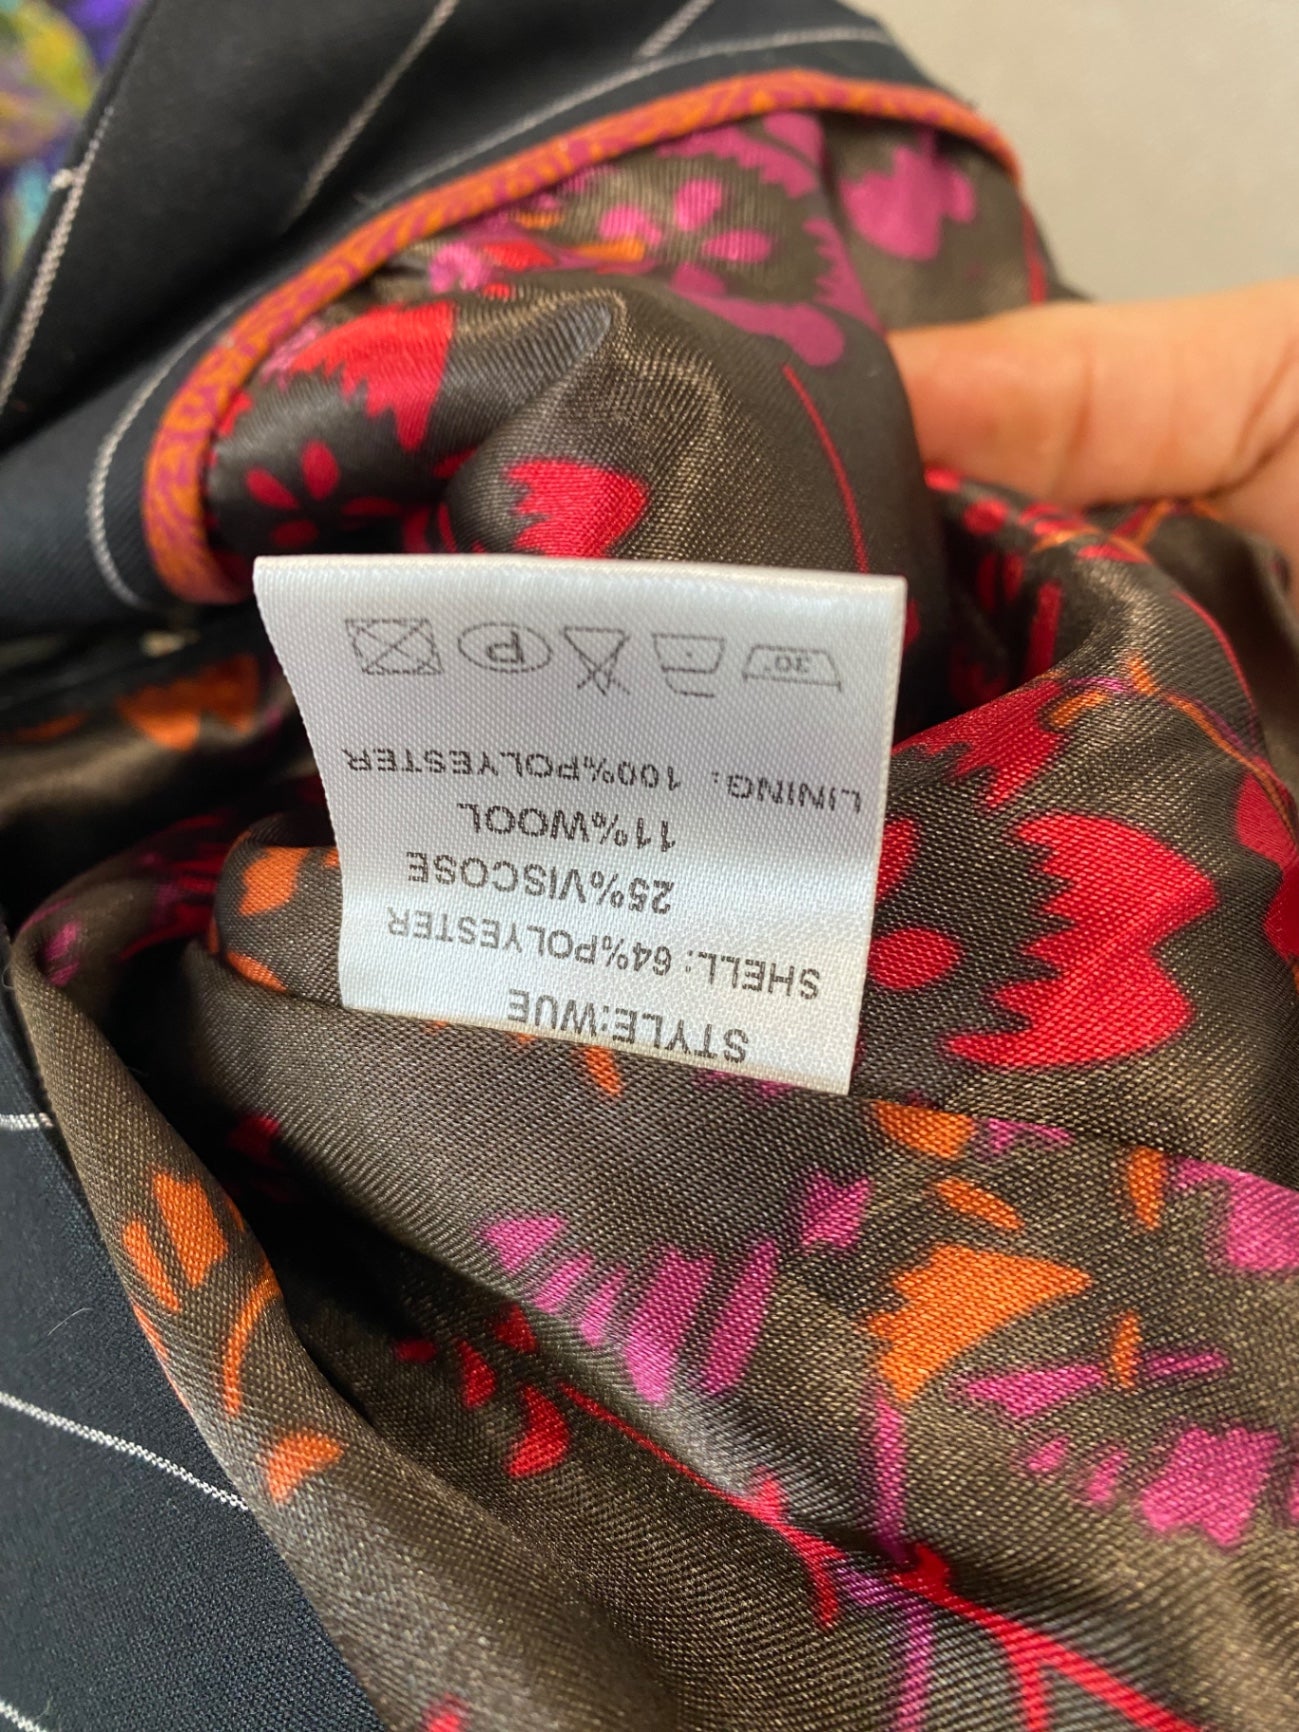 STYLE:WUE
SHELL: 64%POLYESTER
25%VISCOSE
11%WOOL
LINING: 100%POLYESTER
30° P